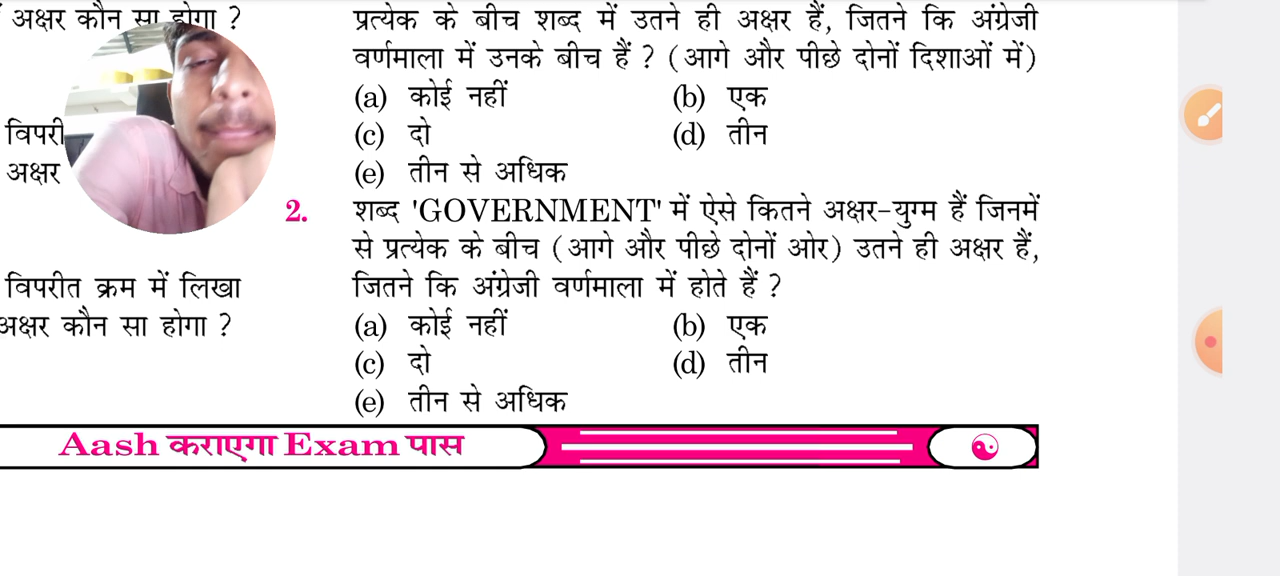 अक्षर कौन सा होगा ?
विपरी
अक्षर
विपरीत क्रम में लिखा
अक्षर कौन सा होगा ?
प्रत्येक के बीच शब्द में उतने ही अक्षर हैं, जितने कि अंग्रेजी
वर्णमाला में उनके बीच हैं ? (आगे और पीछे दोनों दिशाओं में)
(a) कोई नहीं (b) एक
(c) दो (d) तीन
(e) तीन से अधिक
2. शब्द 'GOVERNMENT' में ऐसे कितने अक्षर-युग्म हैं जिनमें
से प्रत्येक के बीच (आगे और पीछे दोनों ओर) उतने ही अक्षर हैं,
जितने कि अंग्रेजी वर्णमाला में होते हैं ?
(a) कोई नहीं (b) एक
(c) दो (d) तीन
(e) तीन से अधिक
Aash कराएगा Exam पास